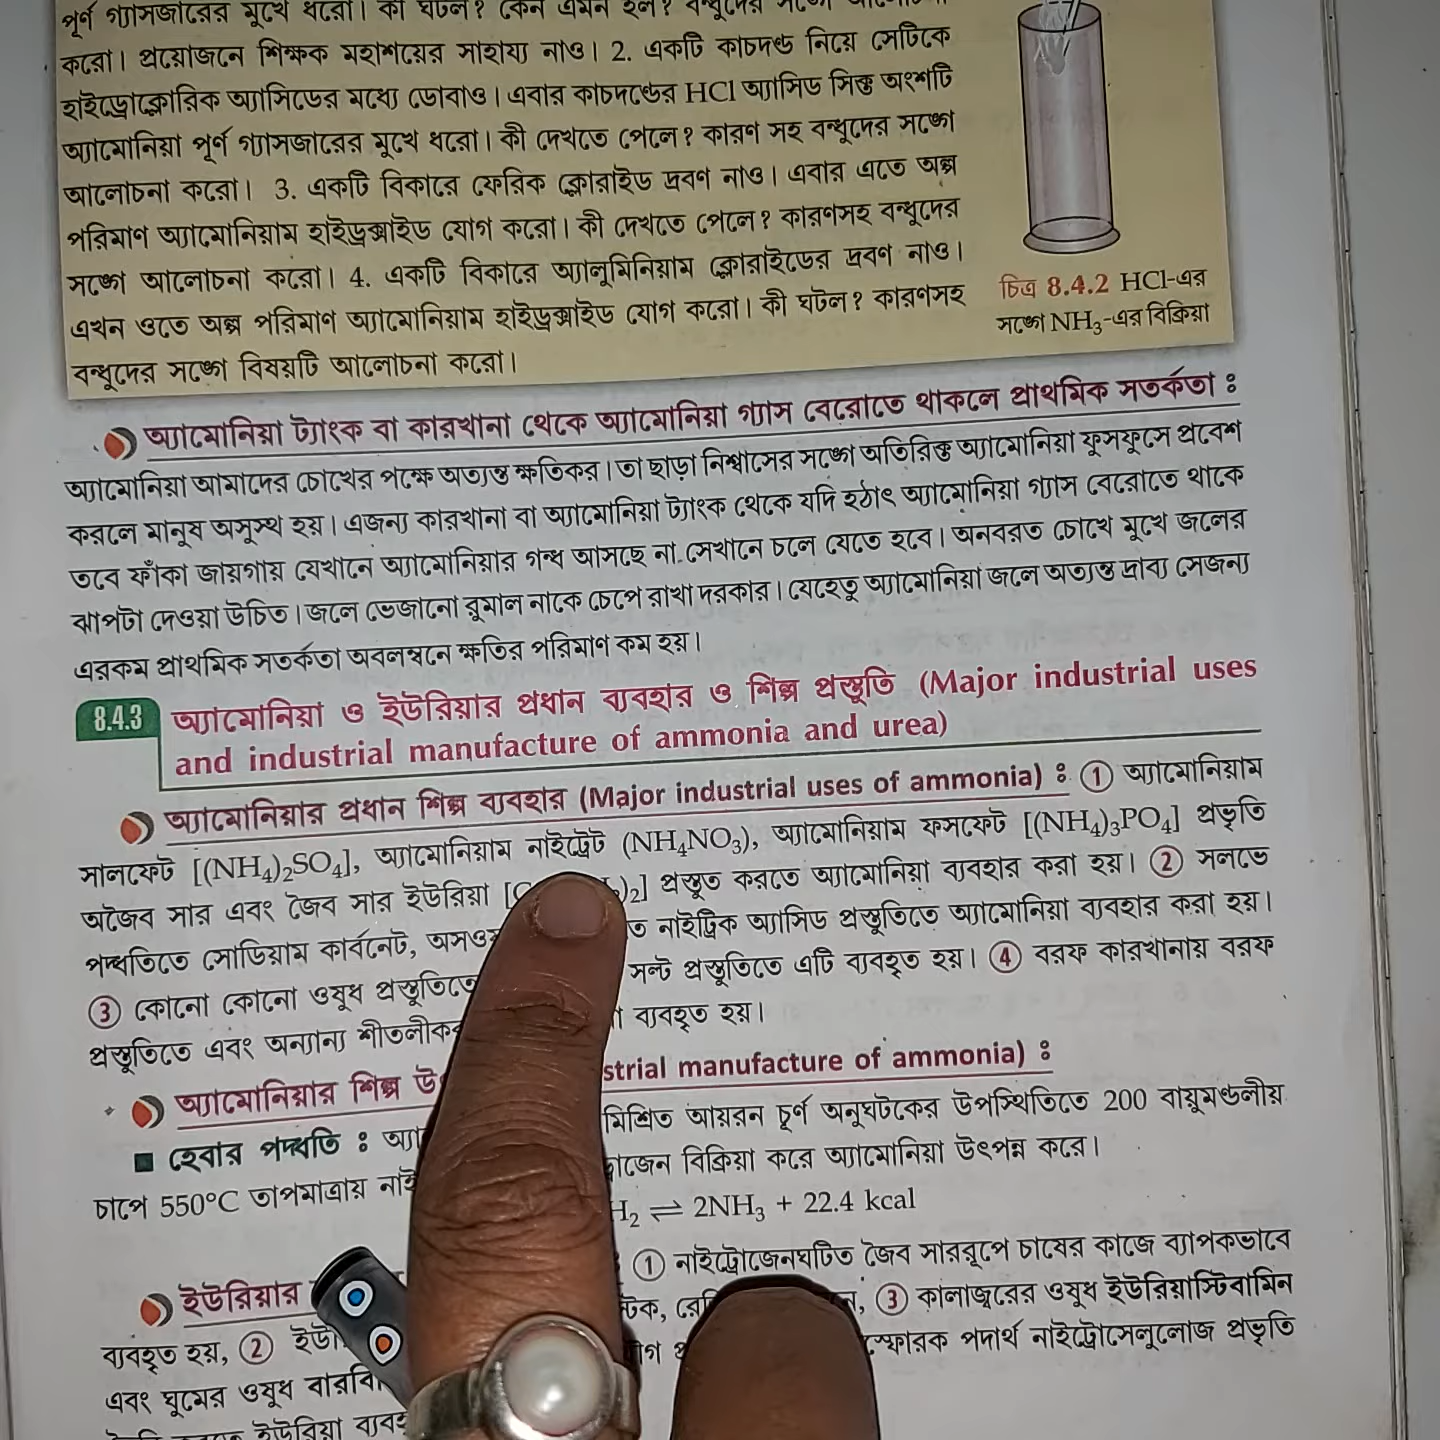 পূর্ণ গ্যাসজারের মুখে ধরো। কী ঘটল? কেন এমন হল? বন্ধুদের সঙ্গে
করো। প্রয়োজনে শিক্ষক মহাশয়ের সাহায্য নাও। 2. একটি কাচদণ্ড নিয়ে সেটিকে
হাইড্রোক্লোরিক অ্যাসিডের মধ্যে ডোবাও। এবার কাচদণ্ডের HCl অ্যাসিড সিক্ত অংশটি
অ্যামোনিয়া পূর্ণ গ্যাসজারের মুখে ধরো। কী দেখতে পেলে? কারণ সহ বন্ধুদের সঙ্গে
আলোচনা করো। 3. একটি বিকারে ফেরিক ক্লোরাইড দ্রবণ নাও। এবার এতে অল্প
পরিমাণ অ্যামোনিয়াম হাইড্রক্সাইড যোগ করো। কী দেখতে পেলে? কারণসহ বন্ধুদের
সঙ্গে আলোচনা করো। 4. একটি বিকারে অ্যালুমিনিয়াম ক্লোরাইডের দ্রবণ নাও।
এখন ওতে অল্প পরিমাণ অ্যামোনিয়াম হাইড্রক্সাইড যোগ করো। কী ঘটল? কারণসহ
বন্ধুদের সঙ্গে বিষয়টি আলোচনা করো।
চিত্র 8.4.2 HCl-এর
সঙ্গে NH₃-এর বিক্রিয়া
অ্যামোনিয়া ট্যাংক বা কারখানা থেকে অ্যামোনিয়া গ্যাস বেরোতে থাকলে প্রাথমিক সতর্কতা ঃ
অ্যামোনিয়া আমাদের চোখের পক্ষে অত্যন্ত ক্ষতিকর। তা ছাড়া নিশ্বাসের সঙ্গে অতিরিক্ত অ্যামোনিয়া ফুসফুসে প্রবেশ
করলে মানুষ অসুস্থ হয়। এজন্য কারখানা বা অ্যামোনিয়া ট্যাংক থেকে যদি হঠাৎ অ্যামোনিয়া গ্যাস বেরোতে থাকে
তবে ফাঁকা জায়গায় যেখানে অ্যামোনিয়ার গন্ধ আসছে না সেখানে চলে যেতে হবে। অনবরত চোখে মুখে জলের
ঝাপটা দেওয়া উচিত। জলে ভেজানো রুমাল নাকে চেপে রাখা দরকার। যেহেতু অ্যামোনিয়া জলে অত্যন্ত দ্রাব্য সেজন্য
এরকম প্রাথমিক সতর্কতা অবলম্বনে ক্ষতির পরিমাণ কম হয়।
8.4.3 অ্যামোনিয়া ও ইউরিয়ার প্রধান ব্যবহার ও শিল্প প্রস্তুতি (Major industrial uses
and industrial manufacture of ammonia and urea)
অ্যামোনিয়ার প্রধান শিল্প ব্যবহার (Major industrial uses of ammonia) ঃ ① অ্যামোনিয়াম
সালফেট [(NH₄)₂SO₄], অ্যামোনিয়াম নাইট্রেট (NH₄NO₃), অ্যামোনিয়াম ফসফেট [(NH₄)₃PO₄] প্রভৃতি
অজৈব সার এবং জৈব সার ইউরিয়া [C )₂] প্রস্তুত করতে অ্যামোনিয়া ব্যবহার করা হয়। ② সলভে
পদ্ধতিতে সোডিয়াম কার্বনেট, অসও ত নাইট্রিক অ্যাসিড প্রস্তুতিতে অ্যামোনিয়া ব্যবহার করা হয়।
③ কোনো কোনো ওষুধ প্রস্তুতিতে সল্ট প্রস্তুতিতে এটি ব্যবহৃত হয়। ④ বরফ কারখানায় বরফ
প্রস্তুতিতে এবং অন্যান্য শীতলীক ব্যবহৃত হয়।
অ্যামোনিয়ার শিল্প উ strial manufacture of ammonia) ঃ
■ হেবার পদ্ধতি ঃ অ্যা মিশ্রিত আয়রন চূর্ণ অনুঘটকের উপস্থিতিতে 200 বায়ুমণ্ডলীয়
চাপে 550°C তাপমাত্রায় নাই ড্রোজেন বিক্রিয়া করে অ্যামোনিয়া উৎপন্ন করে।
H₂ ⇌ 2NH₃ + 22.4 kcal
ইউরিয়ার ① নাইট্রোজেনঘটিত জৈব সাররূপে চাষের কাজে ব্যাপকভাবে
ব্যবহৃত হয়, ② ইউ স্টিক, রেজি ③ কালাজ্বরের ওষুধ ইউরিয়াস্টিবামিন
এবং ঘুমের ওষুধ বারবি স্ফোরক পদার্থ নাইট্রোসেলুলোজ প্রভৃতি
ইউরিয়া ব্যবহ